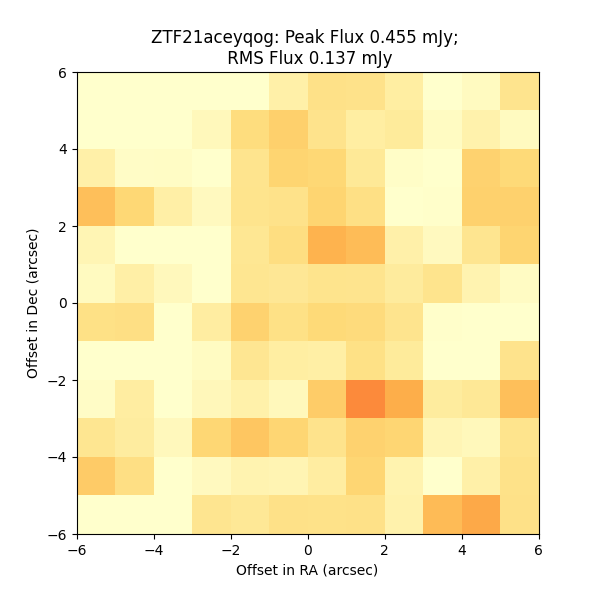 ZTF21aceyqog: Peak Flux 0.455 mJy;
RMS Flux 0.137 mJy
6
4
2
0
−2
−4
−6
Offset in Dec (arcsec)
−6 −4 −2 0 2 4 6
Offset in RA (arcsec)